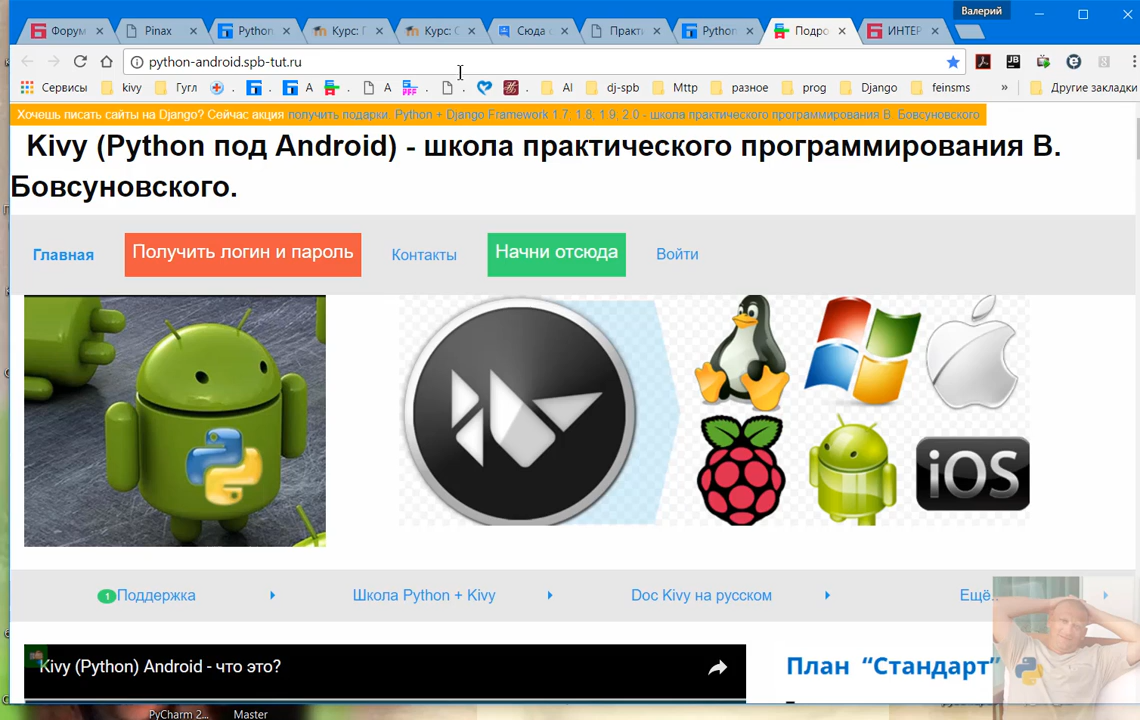 Валерий
Форум Pinax Python Курс: Г Курс: С Сюда Практи Python Подро ИНТЕР
python-android.spb-tut.ru
Сервисы kivy Гугл А А AI dj-spb Mttp разное prog Django feinsms » Другие закладки
Хочешь писать сайты на Django? Сейчас акция получить подарки. Python + Django Framework 1.7, 1.8, 1.9, 2.0 - школа практического программирования В. Бовсуновского
Kivy (Python под Android) - школа практического программирования В.
Бовсуновского.
Главная Получить логин и пароль Контакты Начни отсюда Войти
iOS
1 Поддержка Школа Python + Kivy Doc Kivy на русском Ещё..
Kivy (Python) Android - что это?
План “Стандарт”
PyCharm 2... Master